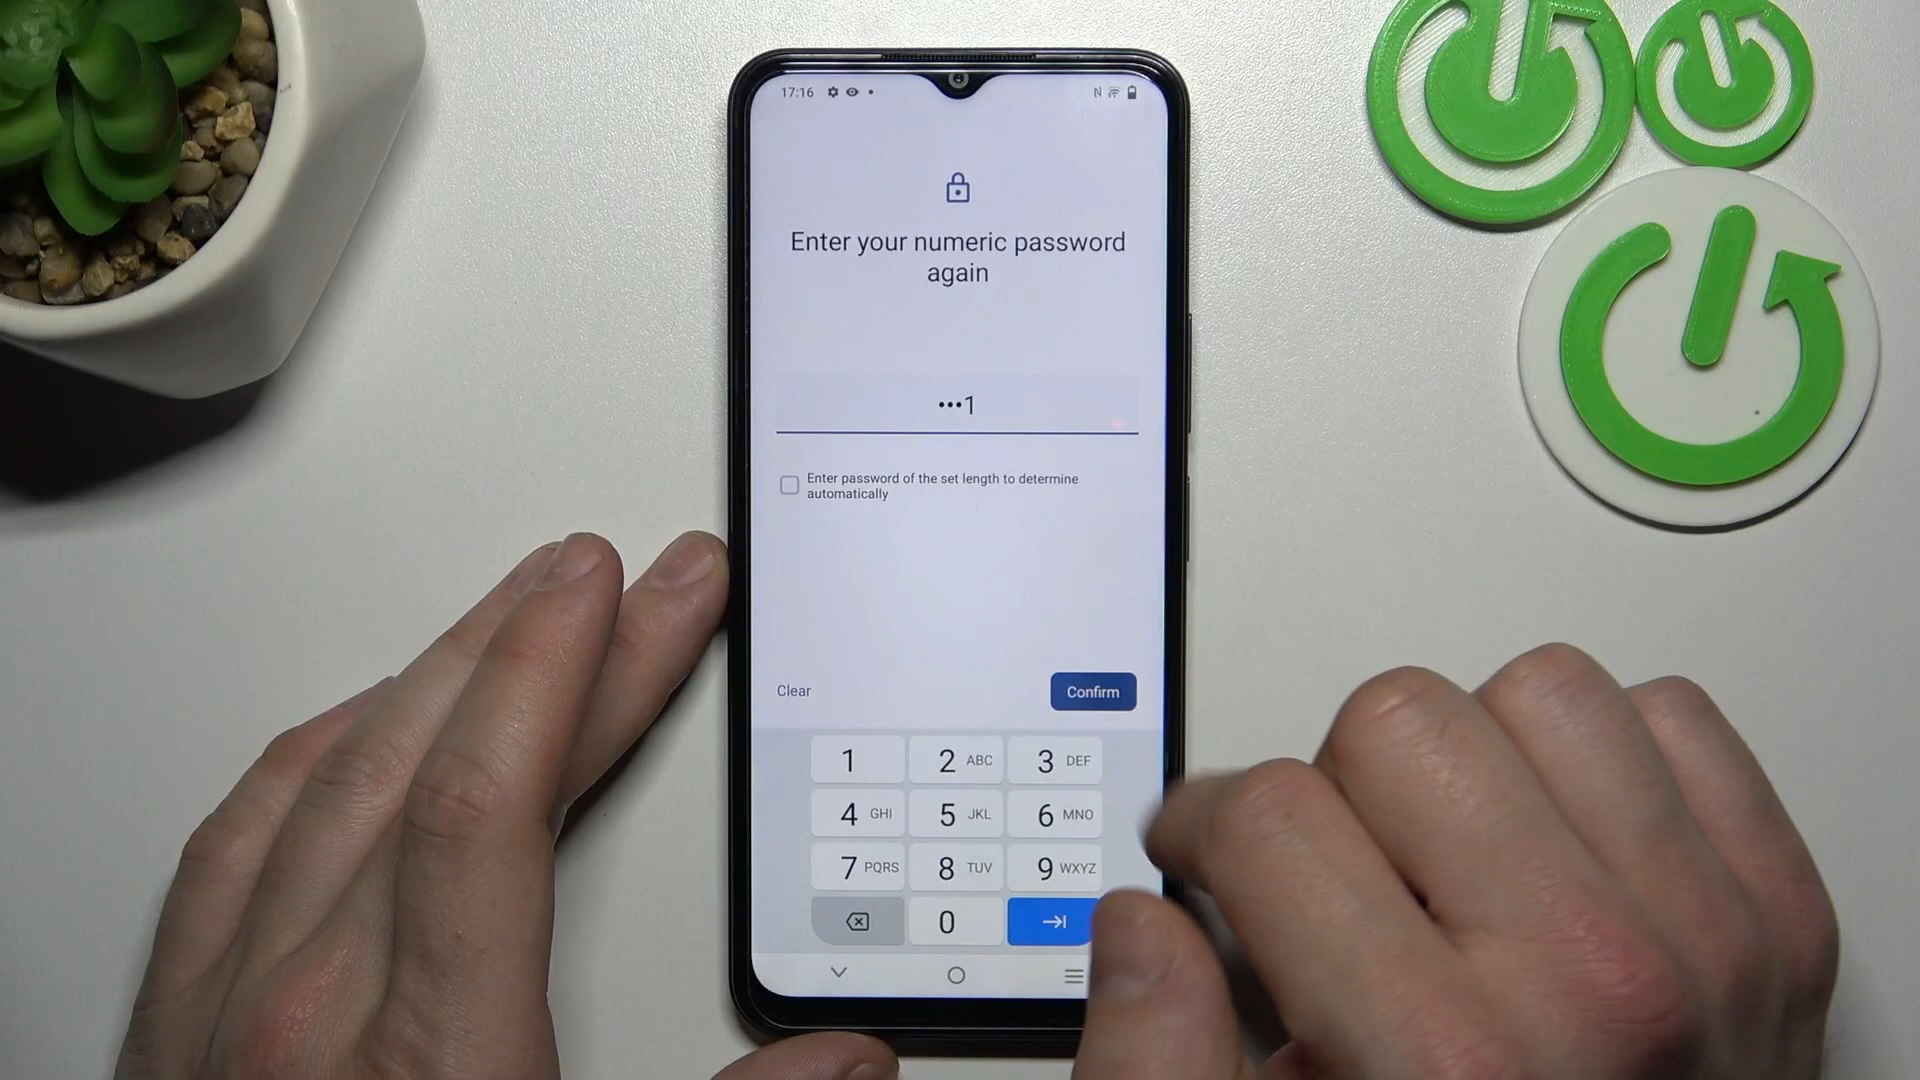 17:16
Enter your numeric password
again
•••1
Enter password of the set length to determine
automatically
Clear
Confirm
1
2 ABC
3 DEF
4 GHI
5 JKL
6 MNO
7 PQRS
8 TUV
9 WXYZ
0